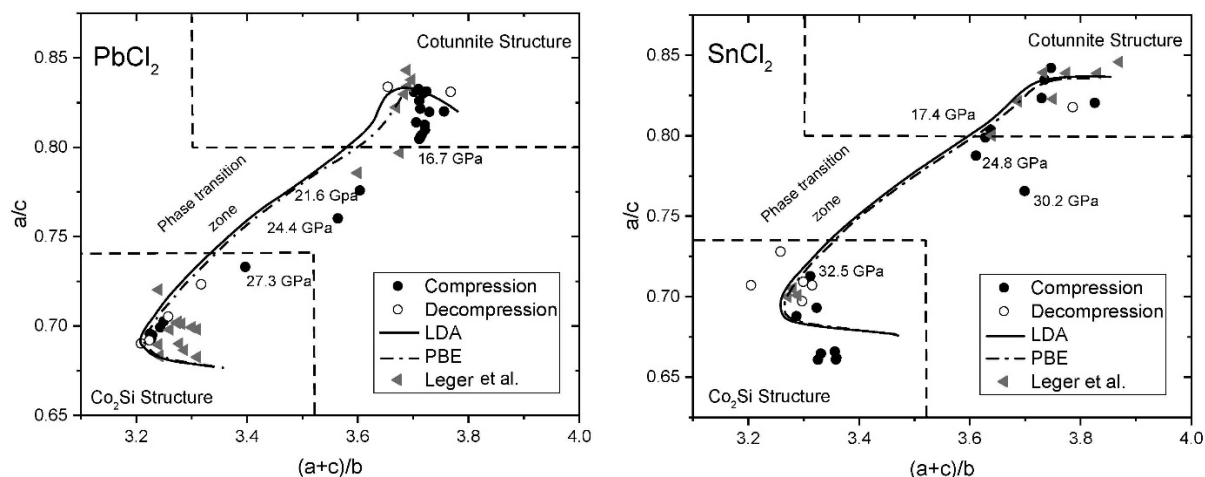 PbCl2
Cotunnite Structure
a/c
0.85
0.80
0.75
0.70
0.65
16.7 GPa
21.6 Gpa
24.4 GPa
27.3 GPa
Phase transition
zone
Compression
Decompression
LDA
PBE
Leger et al.
Co2Si Structure
3.2
3.4
3.6
3.8
4.0
(a+c)/b
SnCl2
Cotunnite Structure
a/c
0.85
0.80
0.75
0.70
0.65
17.4 GPa
24.8 GPa
30.2 GPa
Phase transition
zone
32.5 GPa
Compression
Decompression
LDA
PBE
Leger et al.
Co2Si Structure
3.2
3.4
3.6
3.8
4.0
(a+c)/b